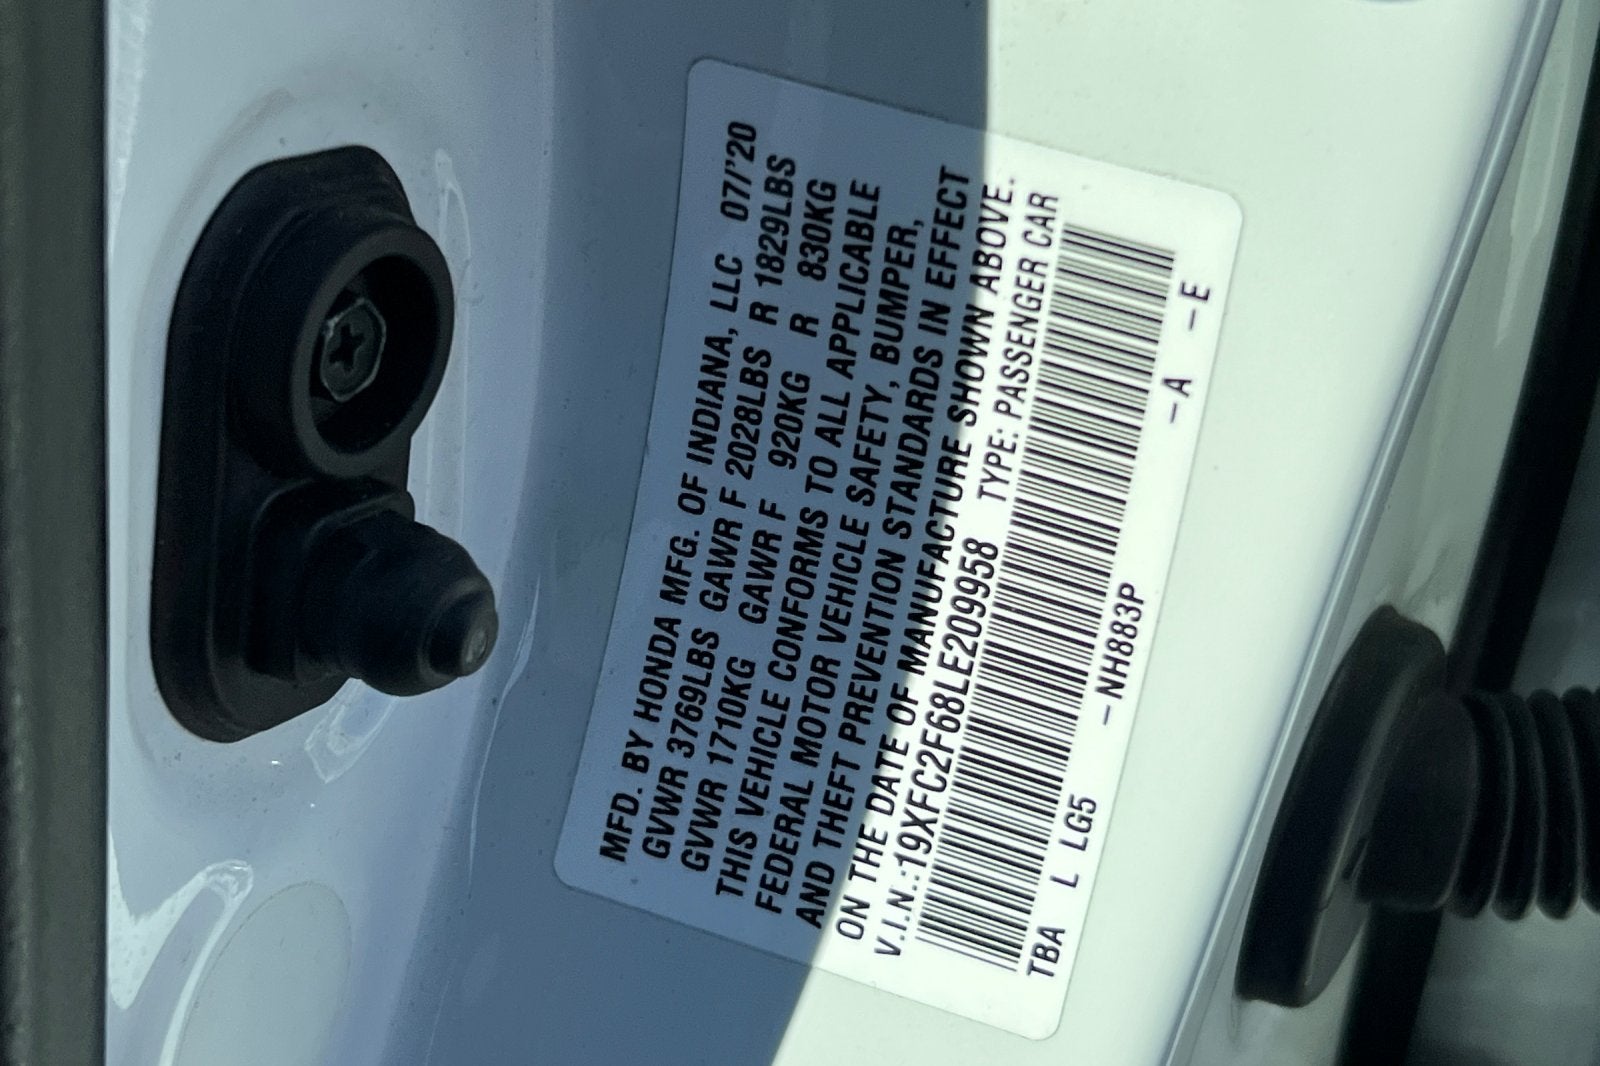 MFD. BY HONDA MFG. OF INDIANA, LLC 07/'20
GVWR 3769LBS GAWR F 2028LBS R 1829LBS
GVWR 1710KG GAWR F 920KG R 830KG
THIS VEHICLE CONFORMS TO ALL APPLICABLE
FEDERAL MOTOR VEHICLE SAFETY, BUMPER,
AND THEFT PREVENTION STANDARDS IN EFFECT
ON THE DATE OF MANUFACTURE SHOWN ABOVE.
V.I.N.:19XFC2F68LE209958 TYPE: PASSENGER CAR
TBA L LG5 -NH883P -A -E